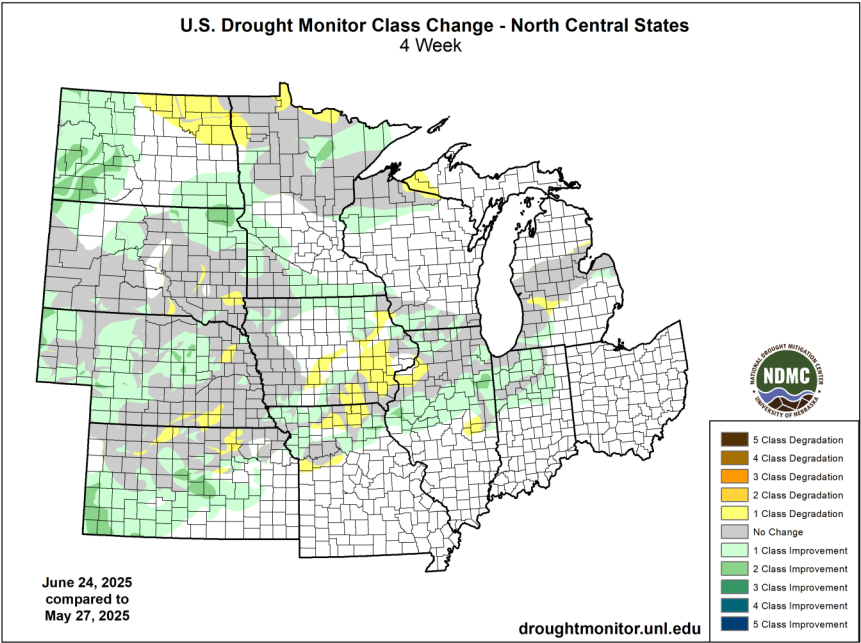 U.S. Drought Monitor Class Change - North Central States
4 Week
NATIONAL DROUGHT MITIGATION CENTER
NDMC
UNIVERSITY OF NEBRASKA
5 Class Degradation
4 Class Degradation
3 Class Degradation
2 Class Degradation
1 Class Degradation
No Change
1 Class Improvement
2 Class Improvement
3 Class Improvement
4 Class Improvement
5 Class Improvement
June 24, 2025
compared to
May 27, 2025
droughtmonitor.unl.edu